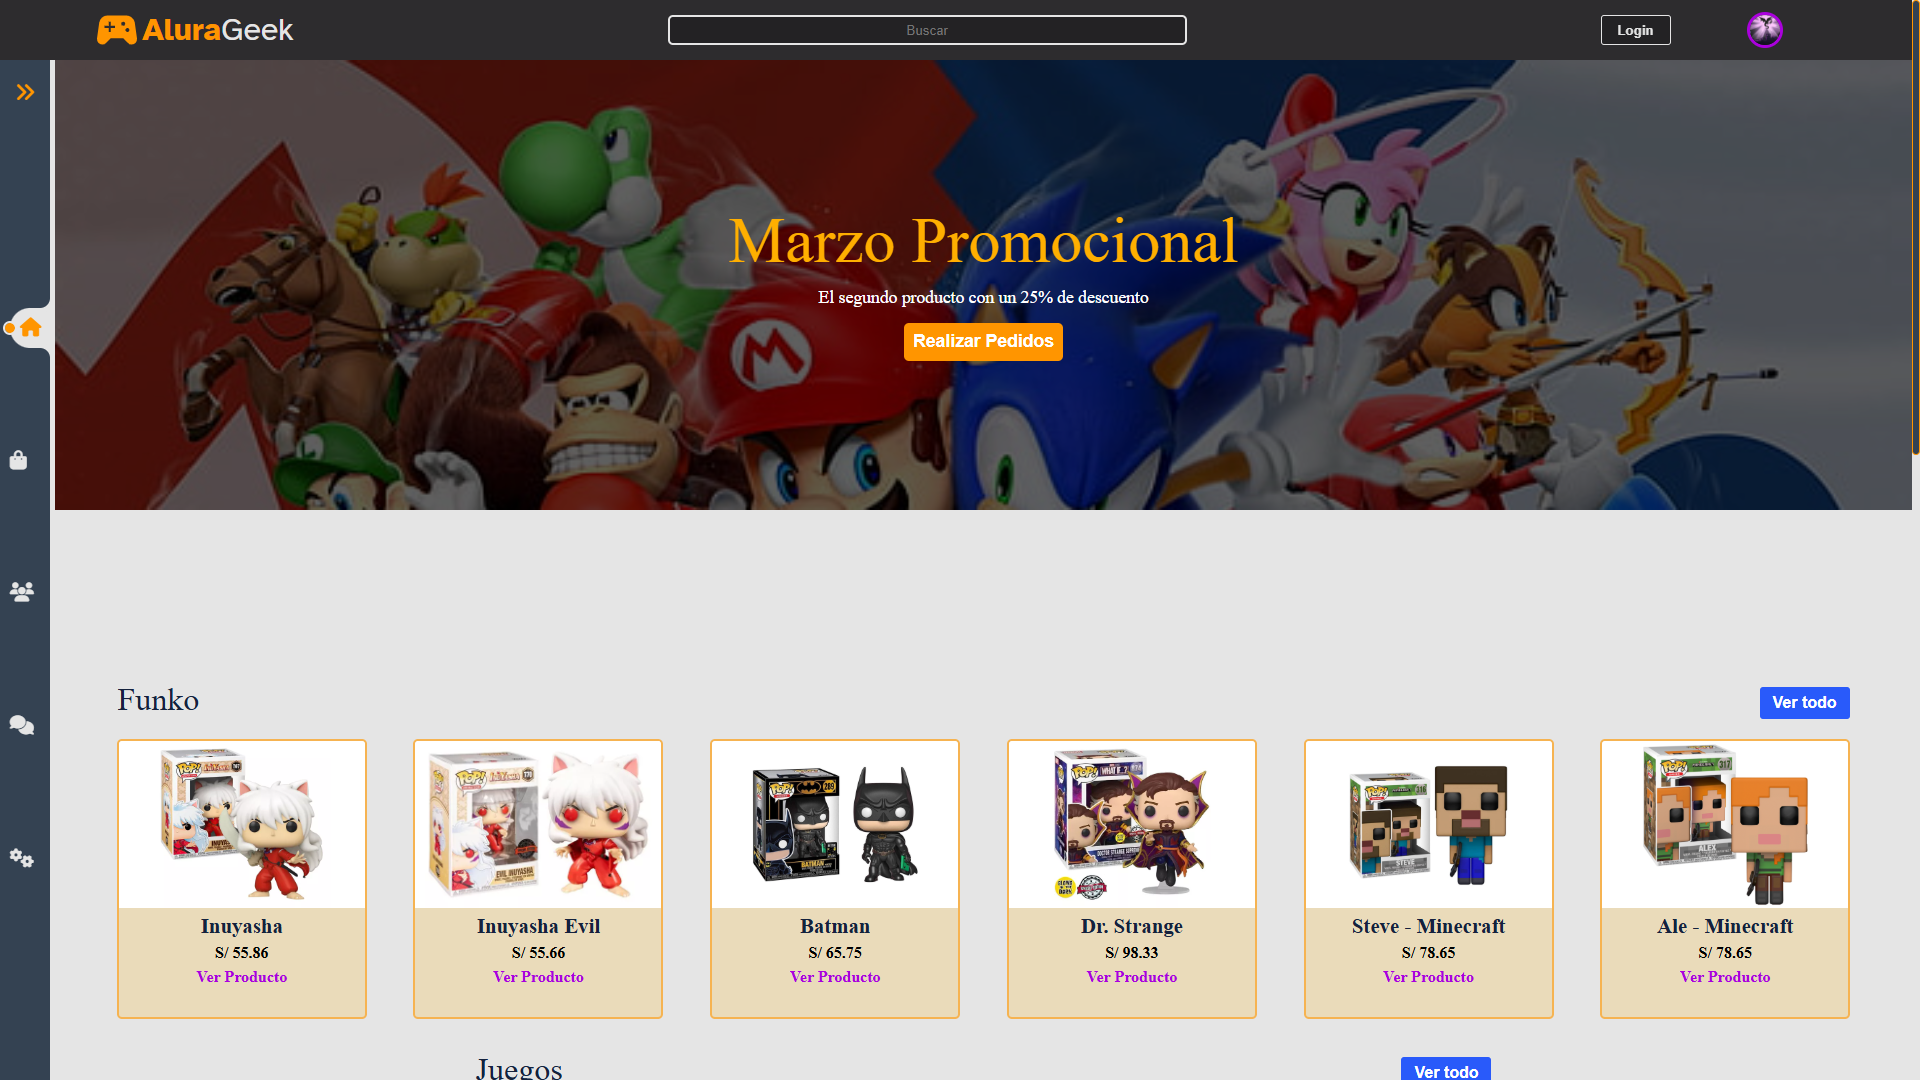 AluraGeek
Buscar
Login
Marzo Promocional
El segundo producto con un 25% de descuento
Realizar Pedidos
Funko
Ver todo
Inuyasha
S/ 55.86
Ver Producto
Inuyasha Evil
S/ 55.66
Ver Producto
Batman
S/ 65.75
Ver Producto
Dr. Strange
S/ 98.33
Ver Producto
Steve - Minecraft
S/ 78.65
Ver Producto
Ale - Minecraft
S/ 78.65
Ver Producto
Juegos
Ver todo